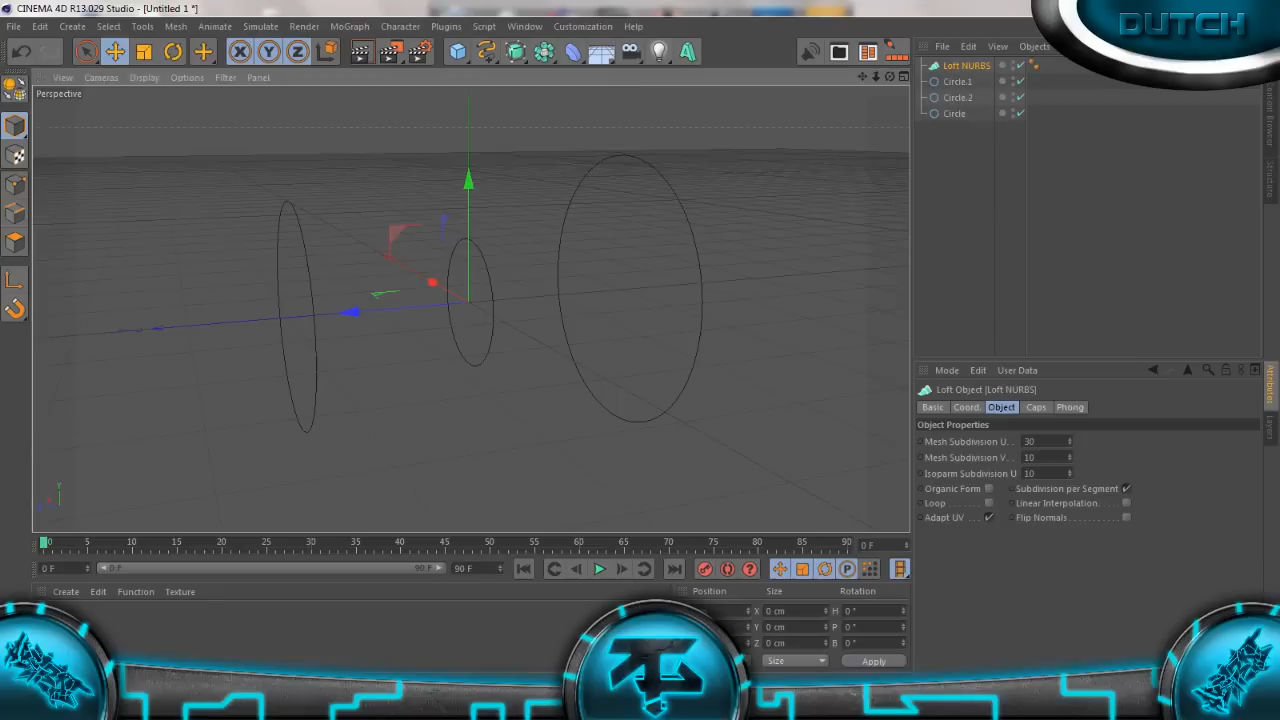 CINEMA 4D R13.029 Studio - [Untitled 1 *]
File Edit Create Select Tools Mesh Animate Simulate Render MoGraph Character Plugins Script Window Customization Help
DUTCH
X Y Z
File Edit View Objects
View Cameras Display Options Filter Panel
Perspective
Loft NURBS
Circle.1
Circle.2
Circle
Content Browser
Structure
Mode Edit User Data
Attributes
Layers
Loft Object [Loft NURBS]
Basic Coord. Object Caps Phong
Object Properties
Mesh Subdivision U.. 30
Mesh Subdivision V.. 10
Isoparm Subdivision U 10
Organic Form Subdivision per Segment
Loop Linear Interpolation
Adapt UV Flip Normals
Y
X
0 5 10 15 20 25 30 35 40 45 50 55 60 65 70 75 80 85 90 0 F
0 F 0 F 90 F 90 F
P
Create Edit Function Texture
Position Size Rotation
X 0 cm H 0 °
Y 0 cm P 0 °
Z 0 cm B 0 °
Size Apply